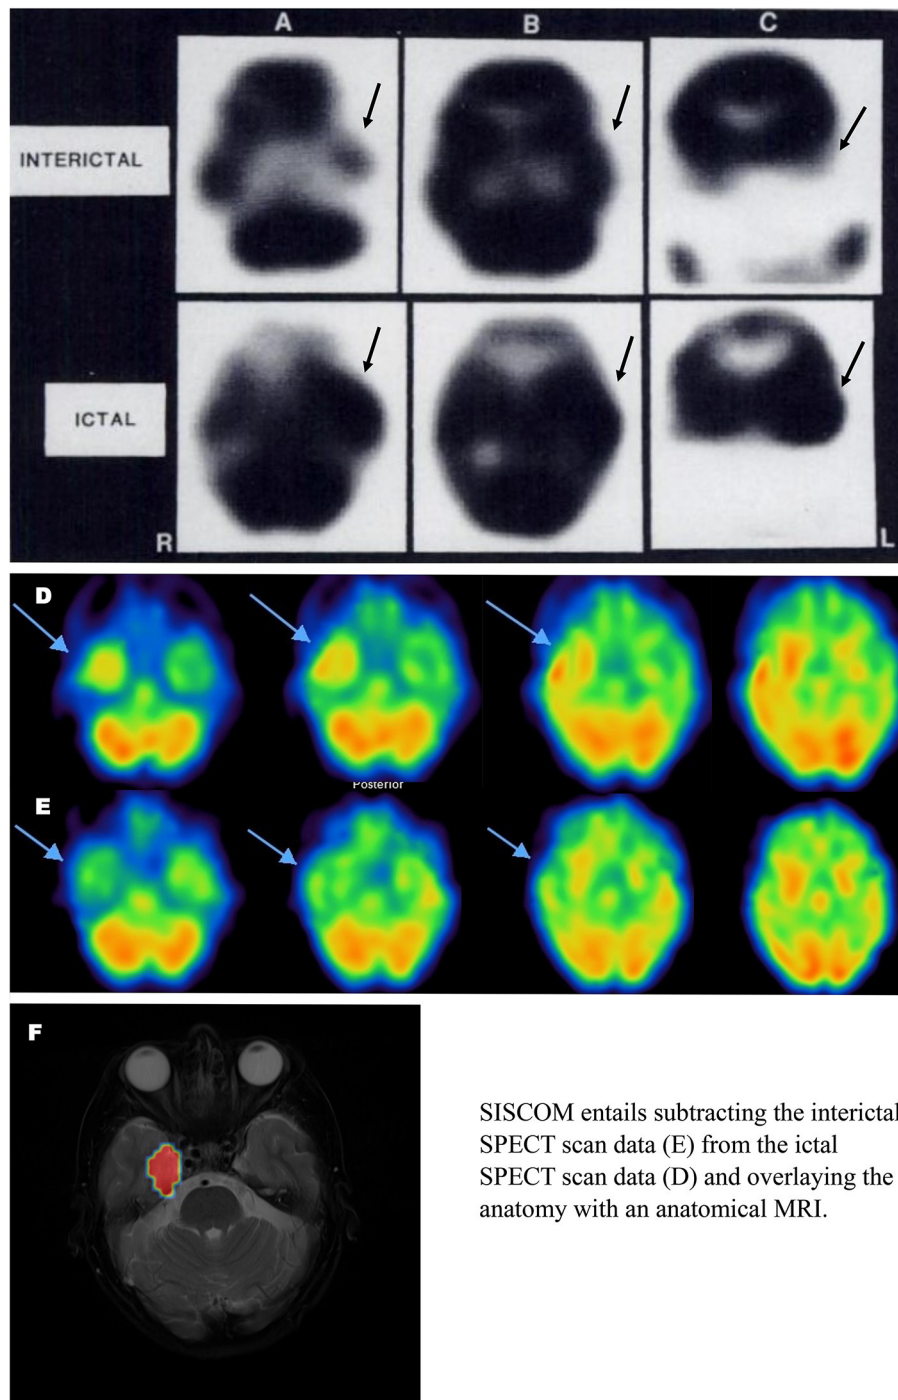 A B C
INTERICTAL
ICTAL
R L
D
Posterior
E
F
SISCOM entails subtracting the interictal
SPECT scan data (E) from the ictal
SPECT scan data (D) and overlaying the
anatomy with an anatomical MRI.